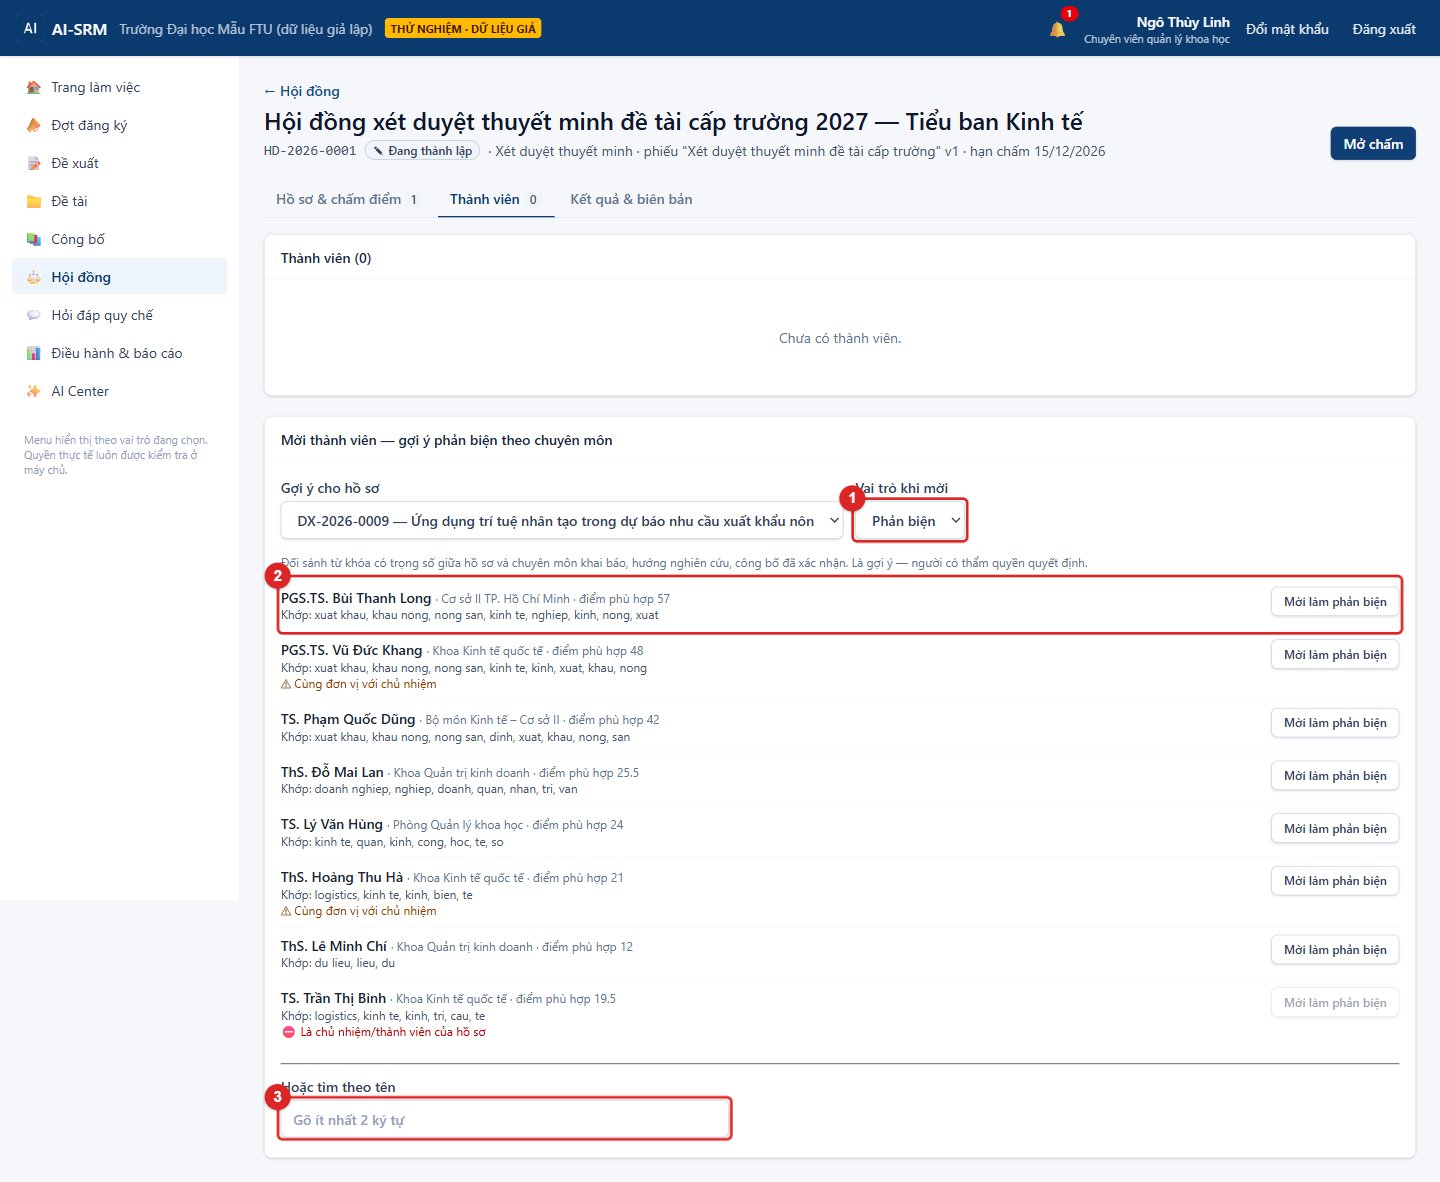 AI AI-SRM Trường Đại học Mẫu FTU (dữ liệu giả lập) THỬ NGHIỆM · DỮ LIỆU GIẢ
1
Ngô Thùy Linh
Chuyên viên quản lý khoa học
Đổi mật khẩu
Đăng xuất
Trang làm việc
Đợt đăng ký
Đề xuất
Đề tài
Công bố
Hội đồng
Hỏi đáp quy chế
Điều hành & báo cáo
AI Center
Menu hiển thị theo vai trò đang chọn.
Quyền thực tế luôn được kiểm tra ở
máy chủ.
← Hội đồng
Hội đồng xét duyệt thuyết minh đề tài cấp trường 2027 — Tiểu ban Kinh tế
HD-2026-0001 Đang thành lập · Xét duyệt thuyết minh · phiếu "Xét duyệt thuyết minh đề tài cấp trường" v1 · hạn chấm 15/12/2026
Mở chấm
Hồ sơ & chấm điểm 1
Thành viên 0
Kết quả & biên bản
Thành viên (0)
Chưa có thành viên.
Mời thành viên — gợi ý phản biện theo chuyên môn
Gợi ý cho hồ sơ
DX-2026-0009 — Ứng dụng trí tuệ nhân tạo trong dự báo nhu cầu xuất khẩu nôn
1
Vai trò khi mời
Phản biện
Đối sánh từ khóa có trọng số giữa hồ sơ và chuyên môn khai báo, hướng nghiên cứu, công bố đã xác nhận. Là gợi ý — người có thẩm quyền quyết định.
2
PGS.TS. Bùi Thanh Long · Cơ sở II TP. Hồ Chí Minh · điểm phù hợp 57
Khớp: xuat khau, khau nong, nong san, kinh te, nghiep, kinh, nong, xuat
Mời làm phản biện
PGS.TS. Vũ Đức Khang · Khoa Kinh tế quốc tế · điểm phù hợp 48
Khớp: xuat khau, khau nong, nong san, kinh te, kinh, xuat, khau, nong
⚠ Cùng đơn vị với chủ nhiệm
Mời làm phản biện
TS. Phạm Quốc Dũng · Bộ môn Kinh tế – Cơ sở II · điểm phù hợp 42
Khớp: xuat khau, khau nong, nong san, dinh, xuat, khau, nong, san
Mời làm phản biện
ThS. Đỗ Mai Lan · Khoa Quản trị kinh doanh · điểm phù hợp 25.5
Khớp: doanh nghiep, nghiep, doanh, quan, nhan, tri, van
Mời làm phản biện
TS. Lý Văn Hùng · Phòng Quản lý khoa học · điểm phù hợp 24
Khớp: kinh te, quan, kinh, cong, hoc, te, so
Mời làm phản biện
ThS. Hoàng Thu Hà · Khoa Kinh tế quốc tế · điểm phù hợp 21
Khớp: logistics, kinh te, kinh, bien, te
⚠ Cùng đơn vị với chủ nhiệm
Mời làm phản biện
ThS. Lê Minh Chí · Khoa Quản trị kinh doanh · điểm phù hợp 12
Khớp: du lieu, lieu, du
Mời làm phản biện
TS. Trần Thị Bình · Khoa Kinh tế quốc tế · điểm phù hợp 19.5
Khớp: logistics, kinh te, kinh, tri, cau, te
⛔ Là chủ nhiệm/thành viên của hồ sơ
Mời làm phản biện
Hoặc tìm theo tên
3
Gõ ít nhất 2 ký tự